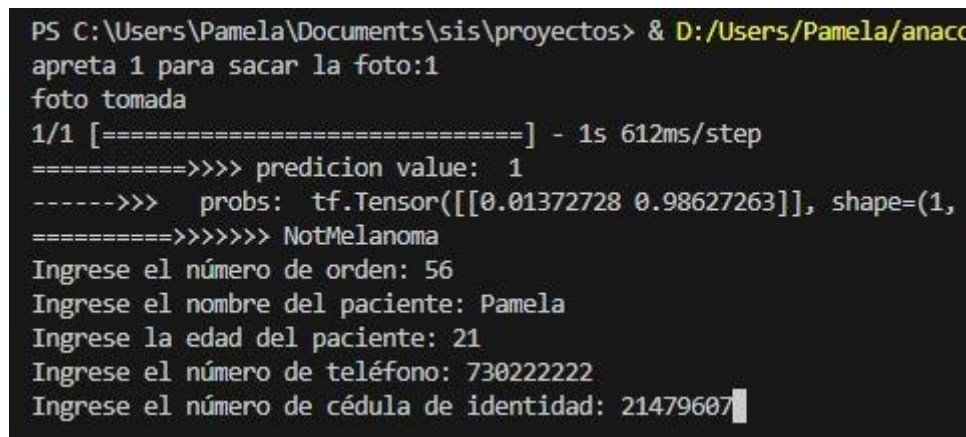 PS C:\Users\Pamela\Documents\sis\proyectos> & D:/Users/Pamela/anac
apreta 1 para sacar la foto:1
foto tomada
1/1 [==============================] - 1s 612ms/step
===========>>>> predicion value:  1
------>>>   probs:  tf.Tensor([[0.01372728 0.98627263]], shape=(1,
==========>>>>>>> NotMelanoma
Ingrese el número de orden: 56
Ingrese el nombre del paciente: Pamela
Ingrese la edad del paciente: 21
Ingrese el número de teléfono: 730222222
Ingrese el número de cédula de identidad: 21479607